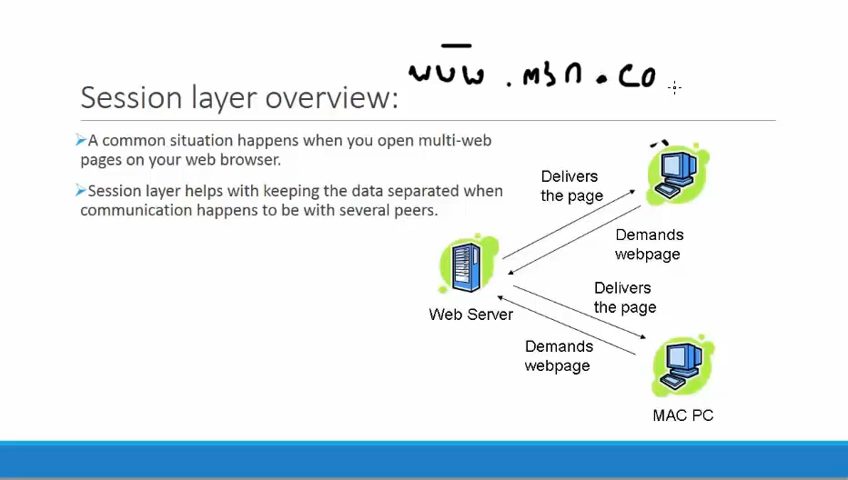 www.msn.co
Session layer overview:
➢A common situation happens when you open multi-web
pages on your web browser.
➢Session layer helps with keeping the data separated when
communication happens to be with several peers.
Delivers
the page
Demands
webpage
Web Server
Delivers
the page
Demands
webpage
MAC PC